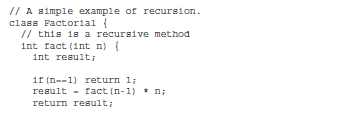 // A simple example of recursion.
class Factorial {
// this is a recursive method
int fact(int n) {
int result;
if(n==1) return 1;
result = fact(n-1) * n;
return result;